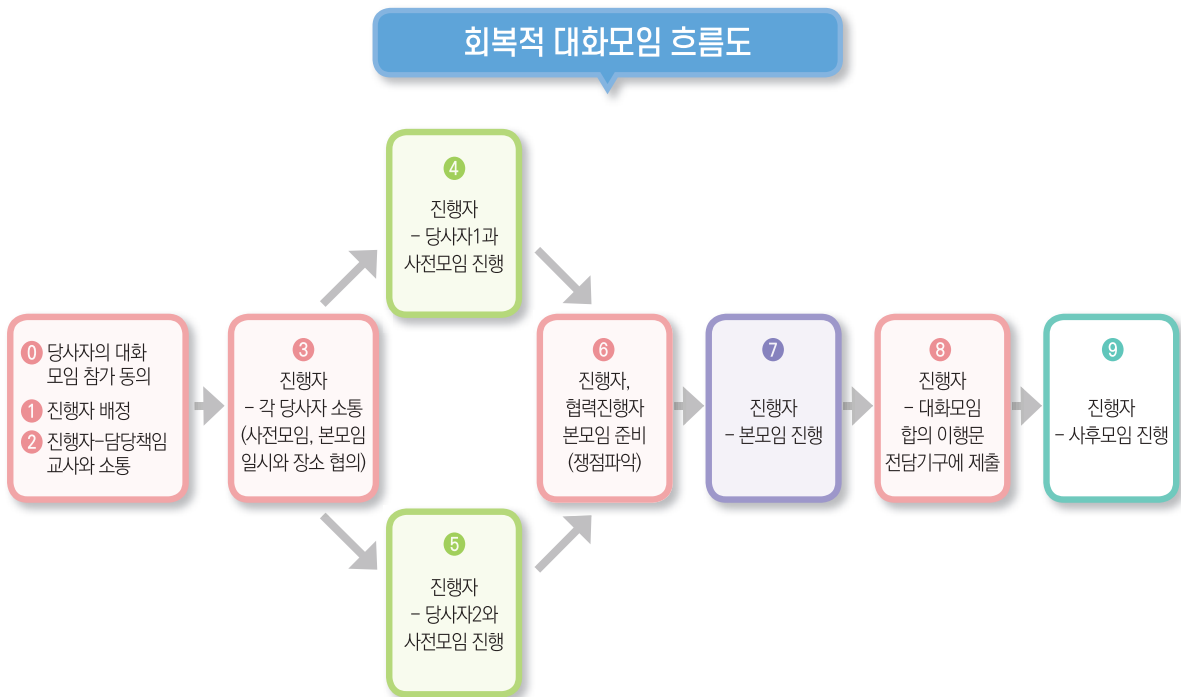 회복적 대화모임 흐름도
0 당사자의 대화
모임 참가 동의
1 진행자 배정
2 진행자-담당책임
교사와 소통
3
진행자
- 각 당사자 소통
(사전모임, 본모임
일시와 장소 협의)
4
진행자
- 당사자1과
사전모임 진행
5
진행자
- 당사자2와
사전모임 진행
6
진행자,
협력진행자
본모임 준비
(쟁점파악)
7
진행자
- 본모임 진행
8
진행자
- 대화모임
합의 이행문
전담기구에 제출
9
진행자
- 사후모임 진행